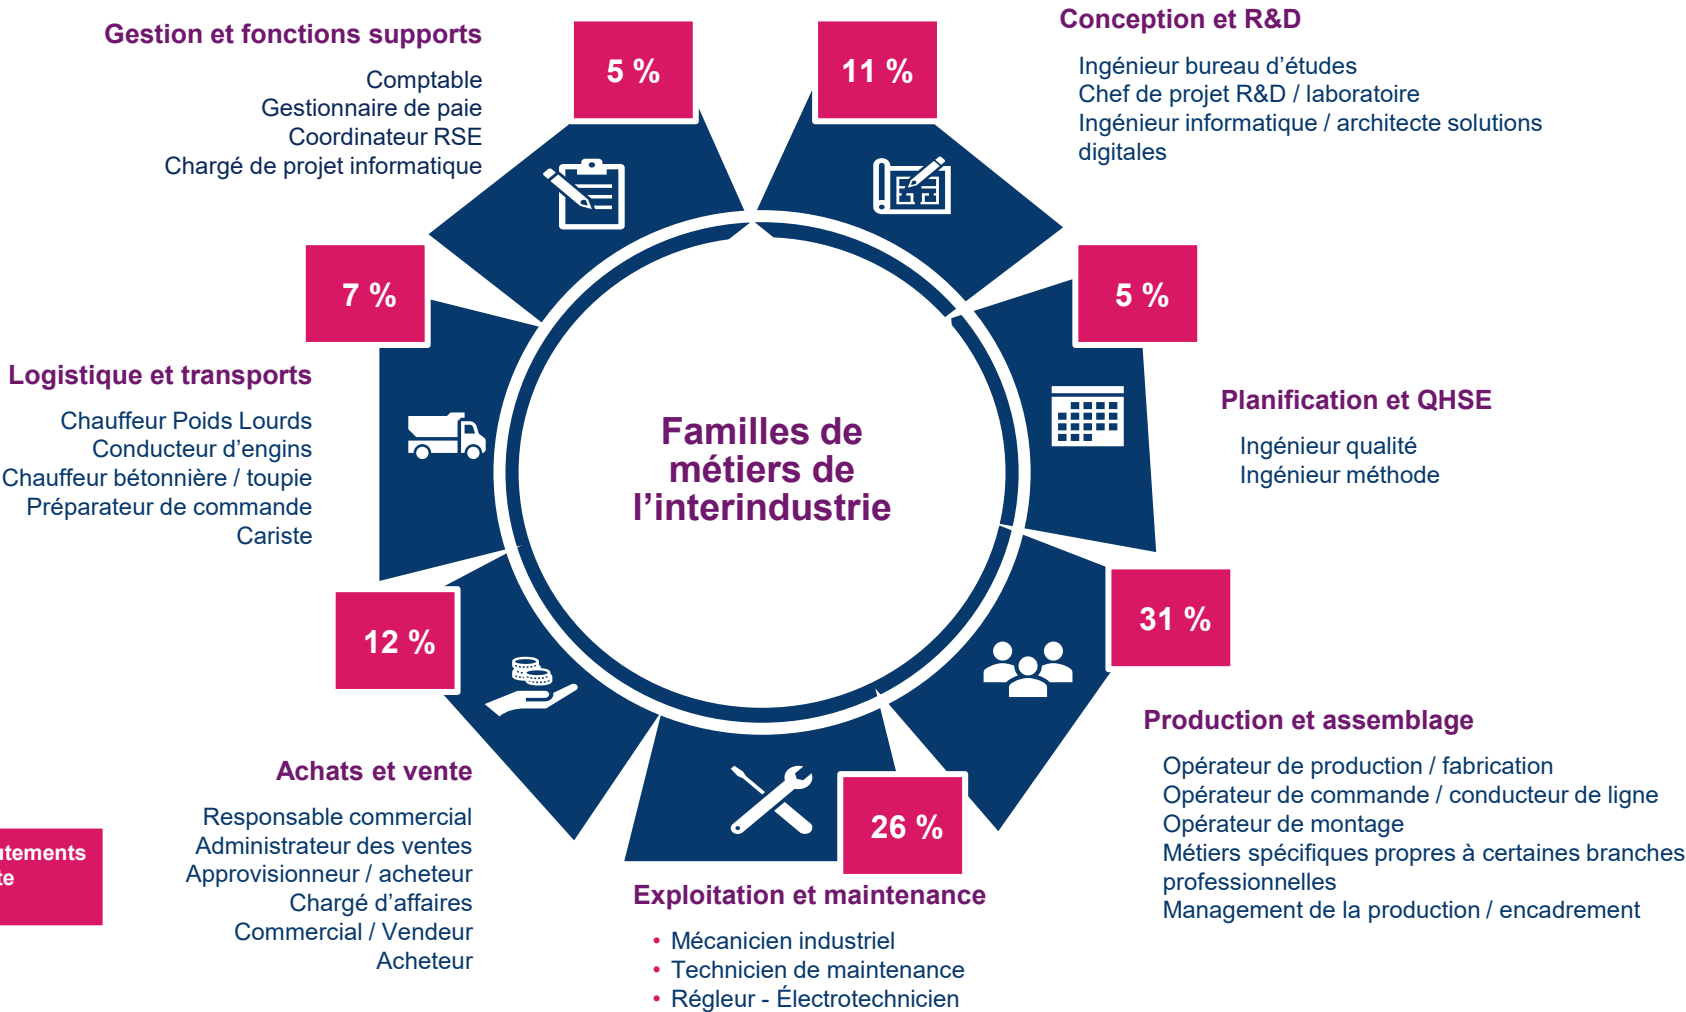 Gestion et fonctions supports
Comptable
Gestionnaire de paie
Coordinateur RSE
Chargé de projet informatique
5 %
11 %
Conception et R&D
Ingénieur bureau d'études
Chef de projet R&D / laboratoire
Ingénieur informatique / architecte solutions
digitales
7 %
Logistique et transports
Chauffeur Poids Lourds
Conducteur d'engins
Chauffeur bétonnière / toupie
Préparateur de commande
Cariste
Familles de
métiers de
l'interindustrie
5 %
Planification et QHSE
Ingénieur qualité
Ingénieur méthode
12 %
Achats et vente
Responsable commercial
Administrateur des ventes
Approvisionneur / acheteur
Chargé d'affaires
Commercial / Vendeur
Acheteur
26 %
Exploitation et maintenance
• Mécanicien industriel
• Technicien de maintenance
• Régleur - Électrotechnicien
31 %
Production et assemblage
Opérateur de production / fabrication
Opérateur de commande / conducteur de ligne
Opérateur de montage
Métiers spécifiques propres à certaines branches
professionnelles
Management de la production / encadrement